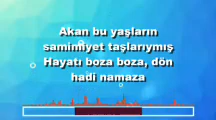 Akan bu yaşların
samimiyet taşlarıymış
Hayatı boza boza, dön
hadi namaza